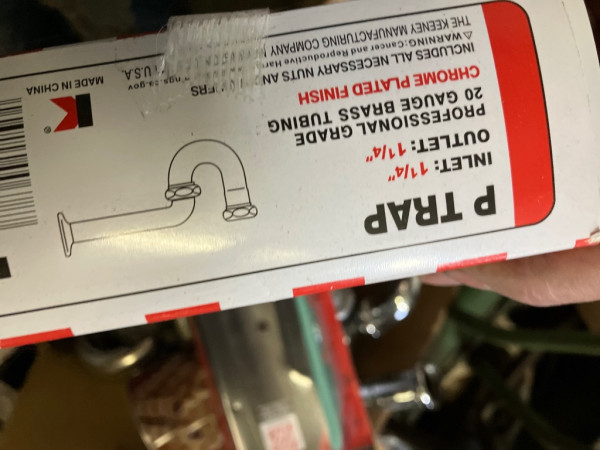 P TRAP
INLET: 1 1/4"
OUTLET: 1 1/4"
PROFESSIONAL GRADE
20 GAUGE BRASS TUBING
CHROME PLATED FINISH
INCLUDES ALL NECESSARY NUTS AN
⚠ WARNING: Cancer and Reproductive Har
THE KEENEY MANUFACTURING COMPANY
U.S.A.
K
®
MADE IN CHINA